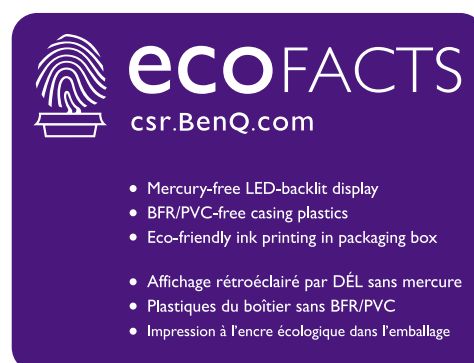 ecoFACTS
csr.BenQ.com
• Mercury-free LED-backlit display
• BFR/PVC-free casing plastics
• Eco-friendly ink printing in packaging box
• Affichage rétroéclairé par DÉL sans mercure
• Plastiques du boîtier sans BFR/PVC
• Impression à l'encre écologique dans l'emballage